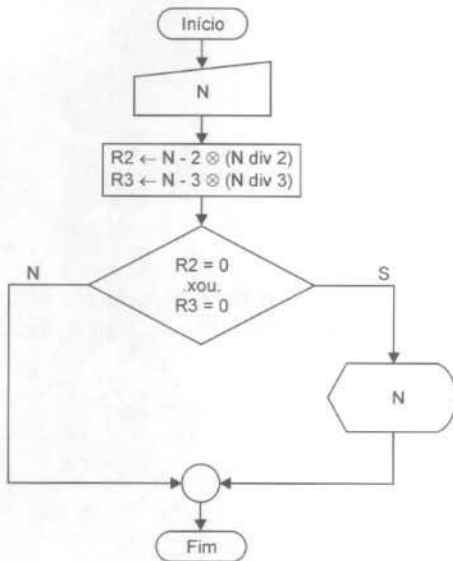 Início
N
R2 ← N - 2 ⊗ (N div 2)
R3 ← N - 3 ⊗ (N div 3)
R2 = 0
.xou.
R3 = 0
N
S
N
Fim